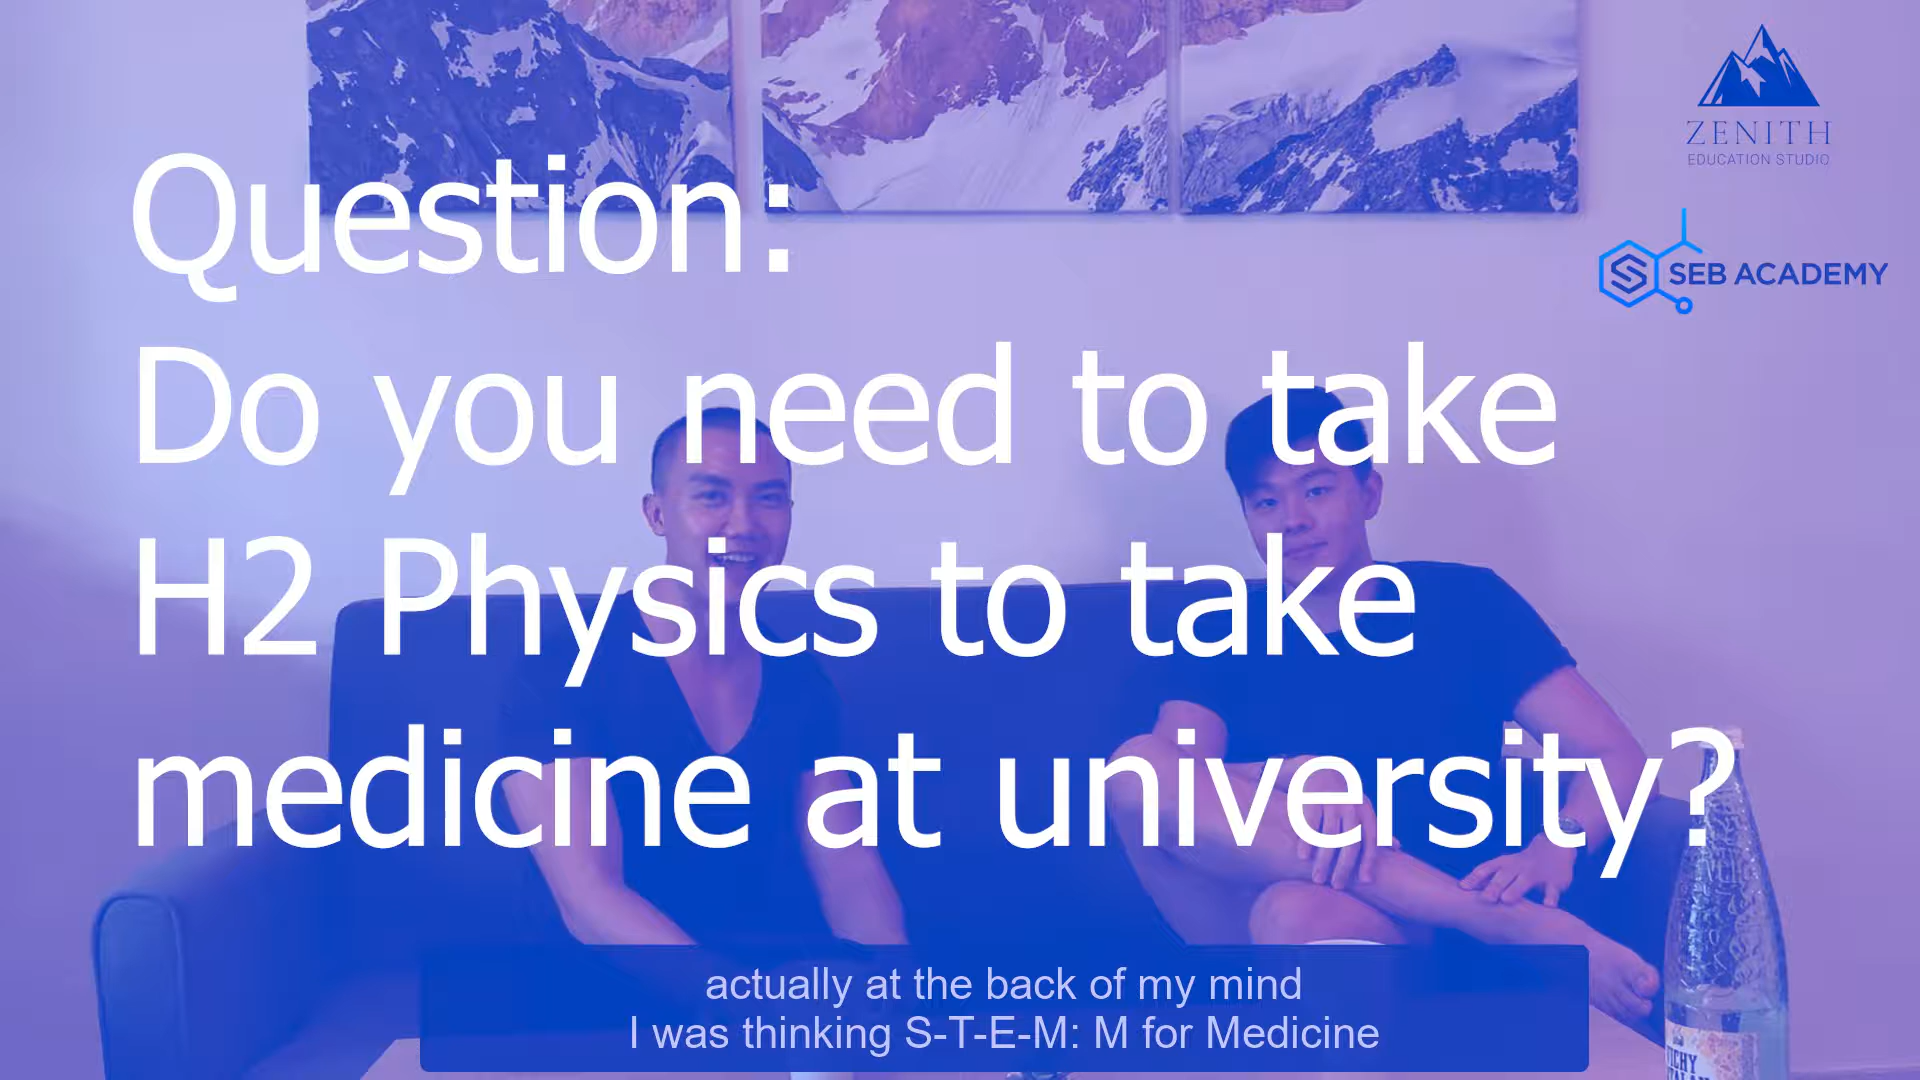 ZENITH
EDUCATION STUDIO
SEB ACADEMY
Question:
Do you need to take
H2 Physics to take
medicine at university?
actually at the back of my mind
I was thinking S-T-E-M: M for Medicine
VICHY